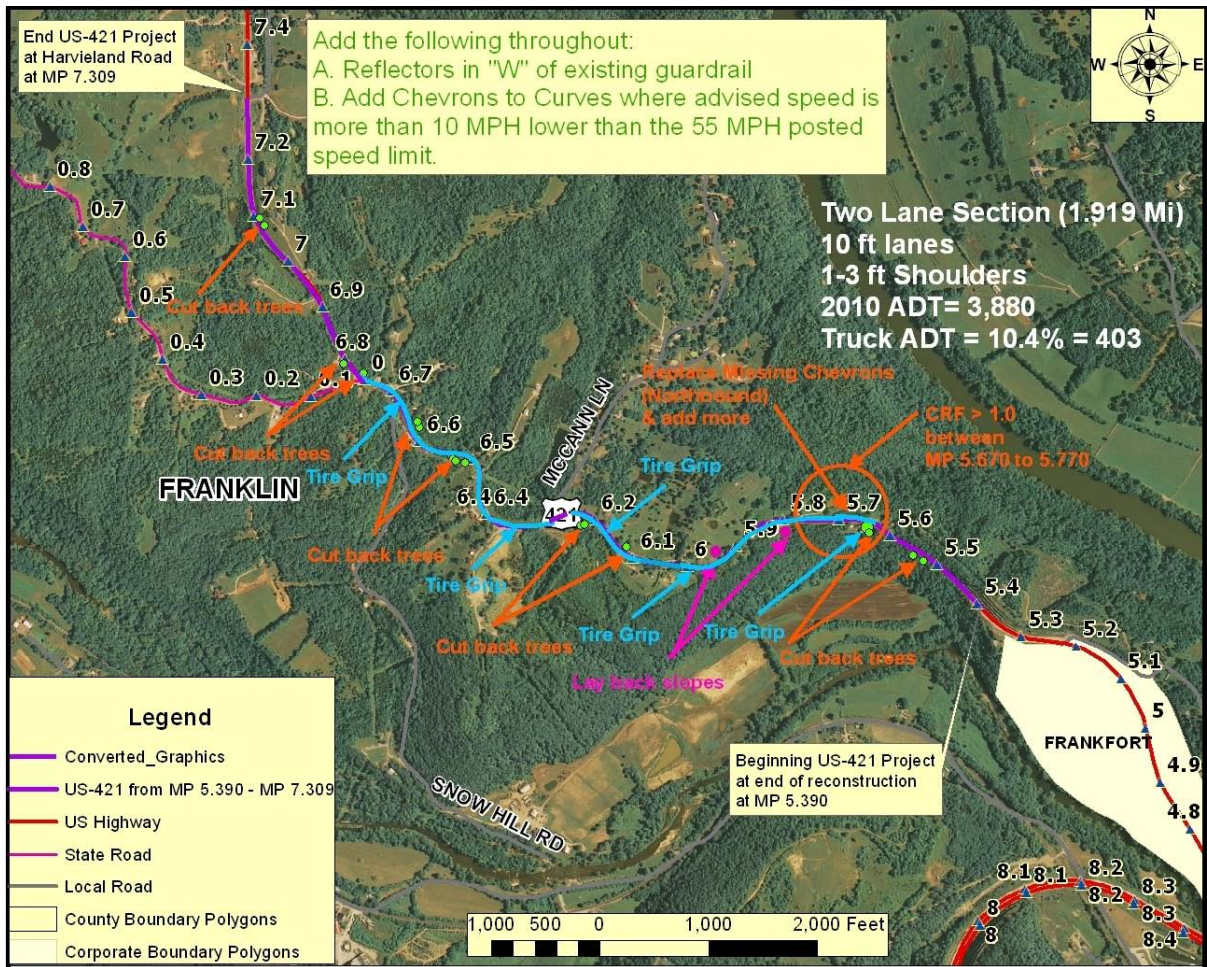 End US-421 Project
at Harvieland Road
at MP 7.309
Add the following throughout:
A. Reflectors in "W" of existing guardrail
B. Add Chevrons to Curves where advised speed is
more than 10 MPH lower than the 55 MPH posted
speed limit.
N
W
E
S
7.4
7.2
7.1
7
6.9
6.8
0
6.7
0.8
0.7
0.6
0.5
0.4
0.3
0.2
0.1
Cut back trees
Two Lane Section (1.919 Mi)
10 ft lanes
1-3 ft Shoulders
2010 ADT= 3,880
Truck ADT = 10.4% = 403
Replace Missing Chevrons
(Northbound)
& add more
CRF > 1.0
between
MP 5.670 to 5.770
MCCANN LN
6.6
6.5
Cut back trees
Tire Grip
Tire Grip
FRANKLIN
6.4
6.4
421
6.2
5.8
5.7
5.6
5.9
6.1
6
5.5
Cut back trees
Tire Grip
5.4
Cut back trees
Tire Grip
Tire Grip
Cut back trees
Lay back slopes
5.3
5.2
5.1
5
4.9
4.8
FRANKFORT
Beginning US-421 Project
at end of reconstruction
at MP 5.390
SNOW HILL RD
Legend
Converted_Graphics
US-421 from MP 5.390 - MP 7.309
US Highway
State Road
Local Road
County Boundary Polygons
Corporate Boundary Polygons
1,000 500 0 1,000 2,000 Feet
8.1
8.1
8.2
8.2
8.3
8.3
8.4
8
8